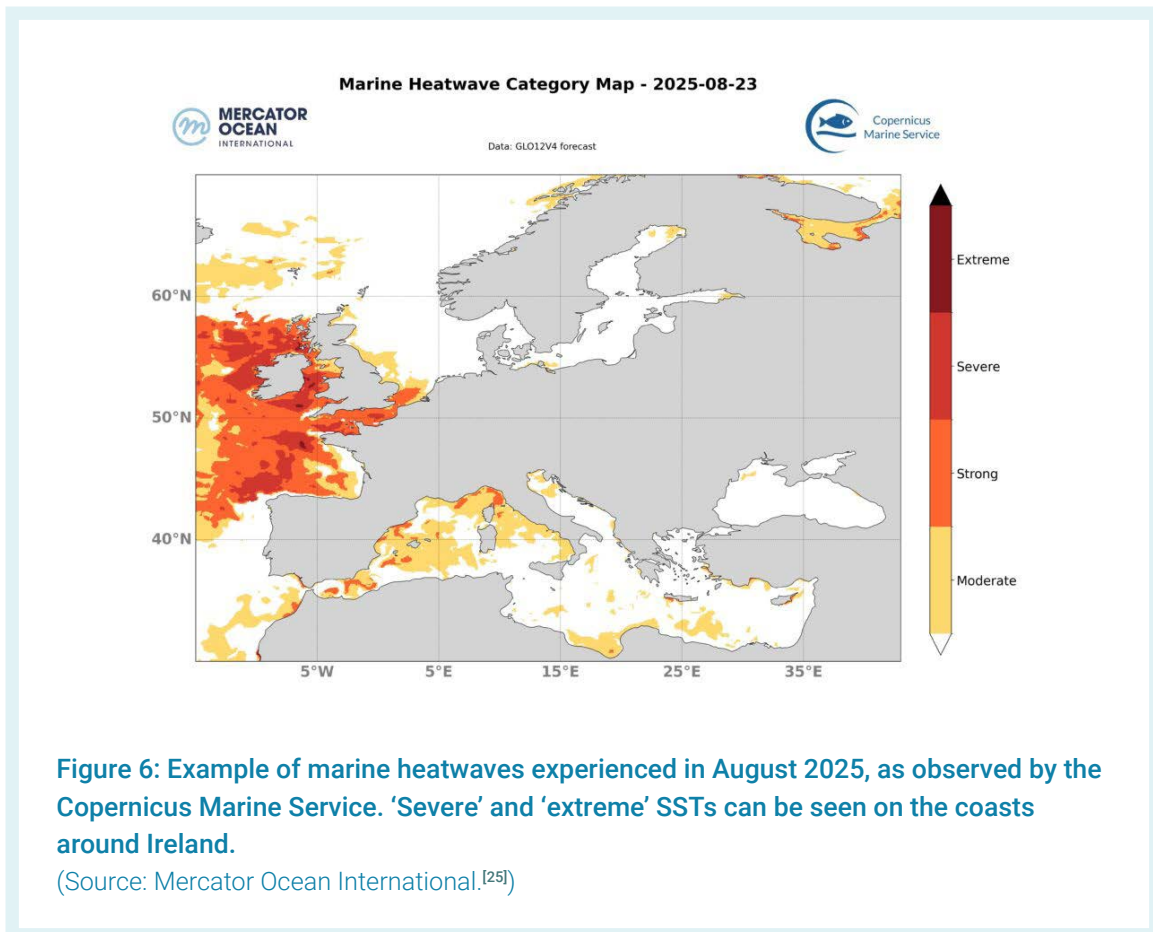 Marine Heatwave Category Map - 2025-08-23
MERCATOR
OCEAN
INTERNATIONAL
Copernicus
Marine Service
Data: GLO12V4 forecast
60°N
50°N
40°N
5°W
5°E
15°E
25°E
35°E
Extreme
Severe
Strong
Moderate
Figure 6: Example of marine heatwaves experienced in August 2025, as observed by the
Copernicus Marine Service. ‘Severe’ and ‘extreme’ SSTs can be seen on the coasts
around Ireland.
(Source: Mercator Ocean International.[25])